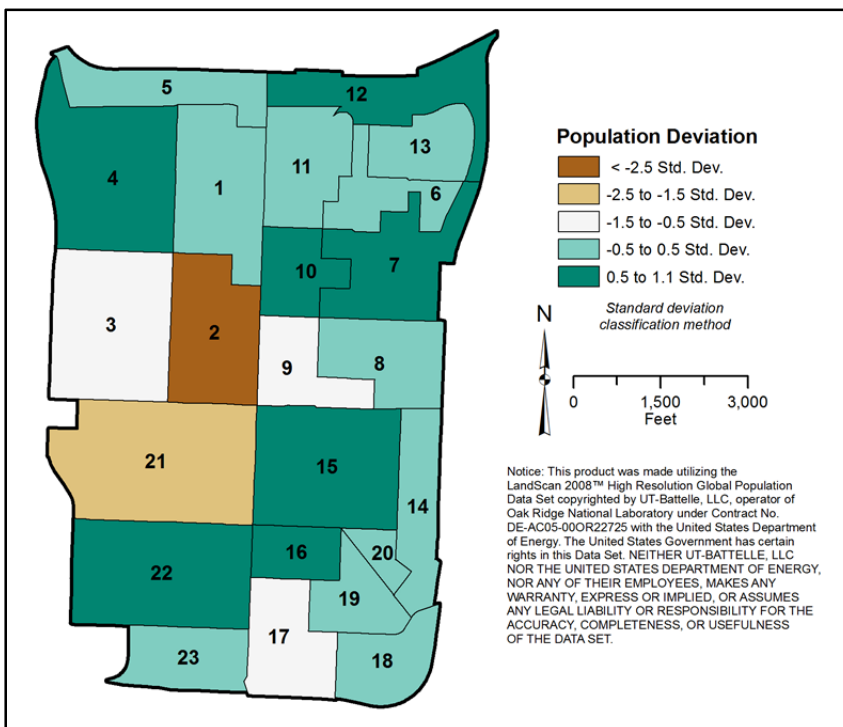 5
12
13
11
4
1
6
10
7
3
2
9
8
21
15
14
16
20
22
19
17
23
18
Population Deviation
< -2.5 Std. Dev.
-2.5 to -1.5 Std. Dev.
-1.5 to -0.5 Std. Dev.
-0.5 to 0.5 Std. Dev.
0.5 to 1.1 Std. Dev.
Standard deviation
classification method
N
0 1,500 3,000
Feet
Notice: This product was made utilizing the
LandScan 2008™ High Resolution Global Population
Data Set copyrighted by UT-Battelle, LLC, operator of
Oak Ridge National Laboratory under Contract No.
DE-AC05-00OR22725 with the United States Department
of Energy. The United States Government has certain
rights in this Data Set. NEITHER UT-BATTELLE, LLC
NOR THE UNITED STATES DEPARTMENT OF ENERGY,
NOR ANY OF THEIR EMPLOYEES, MAKES ANY
WARRANTY, EXPRESS OR IMPLIED, OR ASSUMES
ANY LEGAL LIABILITY OR RESPONSIBILITY FOR THE
ACCURACY, COMPLETENESS, OR USEFULNESS
OF THE DATA SET.